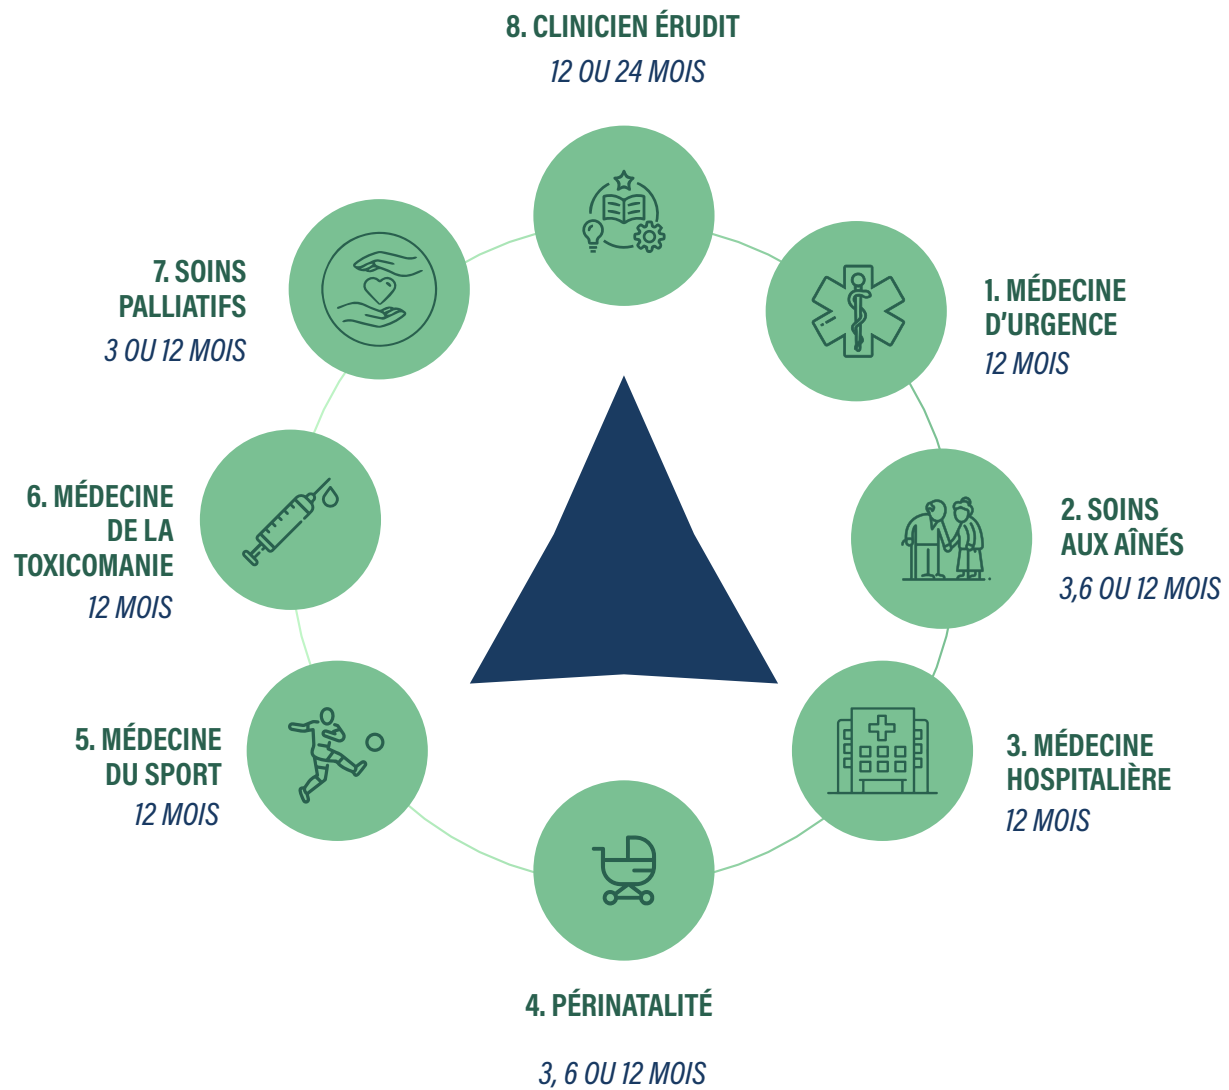 8. CLINICIEN ÉRUDIT
12 OU 24 MOIS
1. MÉDECINE
D'URGENCE
12 MOIS
2. SOINS
AUX AÎNÉS
3,6 OU 12 MOIS
3. MÉDECINE
HOSPITALIÈRE
12 MOIS
4. PÉRINATALITÉ
3, 6 OU 12 MOIS
5. MÉDECINE
DU SPORT
12 MOIS
6. MÉDECINE
DE LA
TOXICOMANIE
12 MOIS
7. SOINS
PALLIATIFS
3 OU 12 MOIS